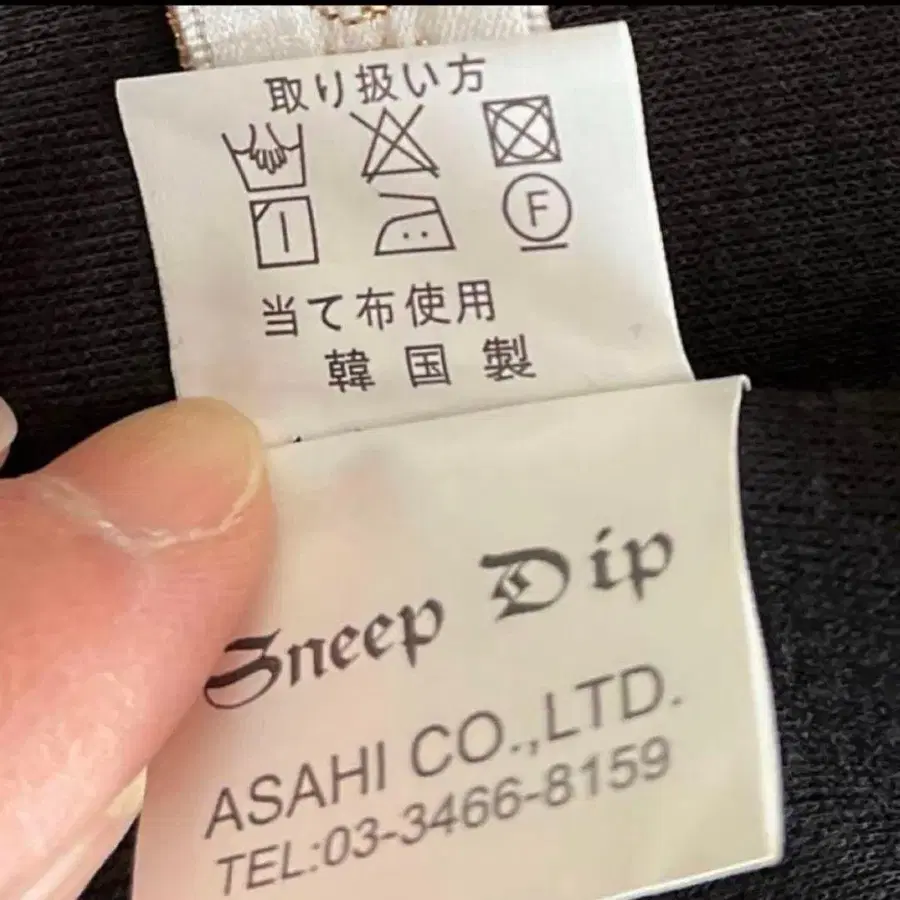 取り扱い方
F
当て布使用
韓国製
Sneep Dip
ASAHI CO.,LTD.
TEL:03-3466-8159